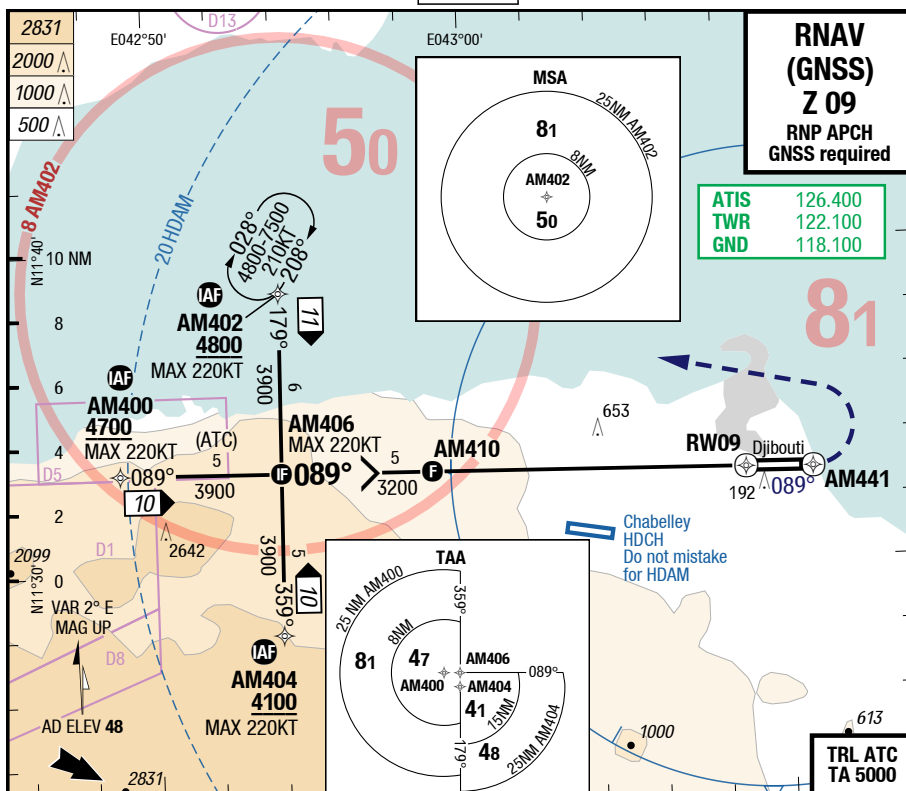 2831
2000
1000
500
D13
E042°50'
E043°00'
RNAV
(GNSS)
Z 09
RNP APCH
GNSS required
ATIS 126.400
TWR 122.100
GND 118.100
MSA
25NM AM402
81
8NM
AM402
50
50
81
8 AM402
20 HDAM
N11°40'
10 NM
8
6
4
2
0
N11°30'
028°
4800-7500
210KT
208°
IAF
AM402
4800
MAX 220KT
179°
11
3900
6
IAF
AM400
4700
MAX 220KT
(ATC)
5
D5
089°
3900
10
AM406
MAX 220KT
IF
089°
5
3200
AM410
F
653
RW09
Djibouti
192
089°
AM441
Chabelley
HDCH
Do not mistake
for HDAM
D1
2642
2099
3900
5
10
359°
VAR 2° E
MAG UP
D8
IAF
AM404
4100
MAX 220KT
AD ELEV 48
2831
TAA
25 NM AM400
359°
81
8NM
47
AM406
AM400
089°
AM404
41
15NM
179°
48
25NM AM404
1000
613
TRL ATC
TA 5000